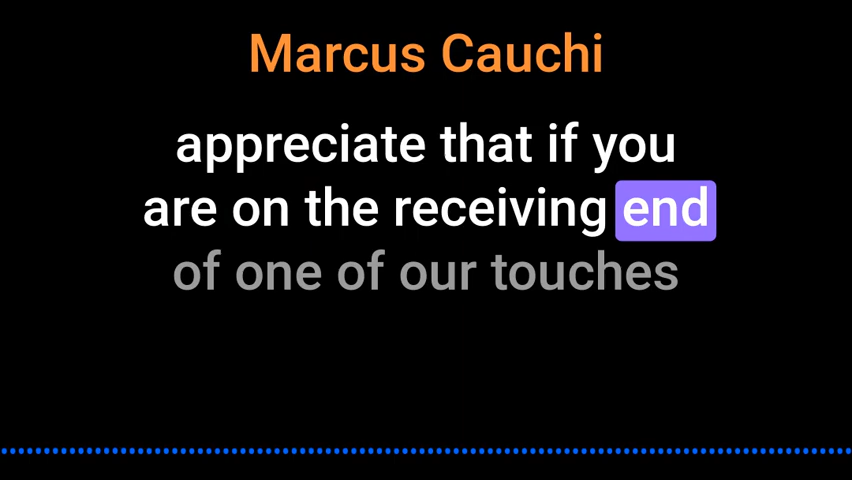 Marcus Cauchi
appreciate that if you
are on the receiving end
of one of our touches